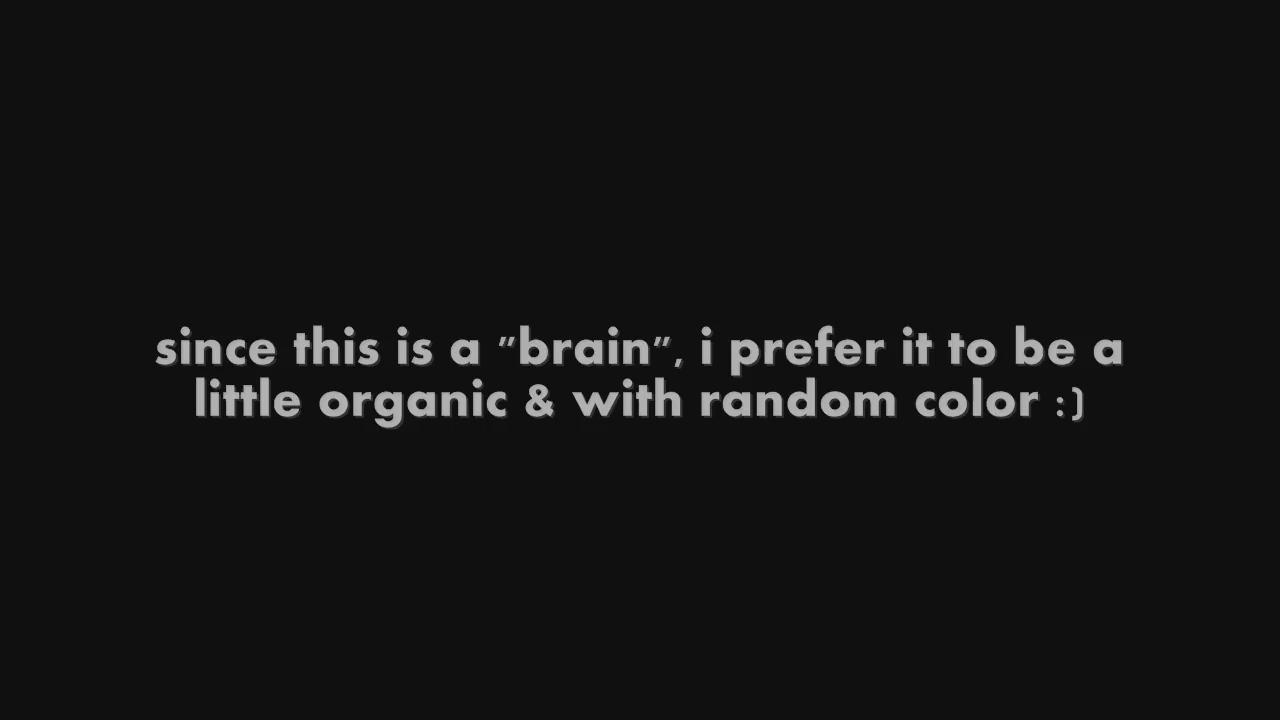 since this is a "brain", i prefer it to be a
little organic & with random color :)